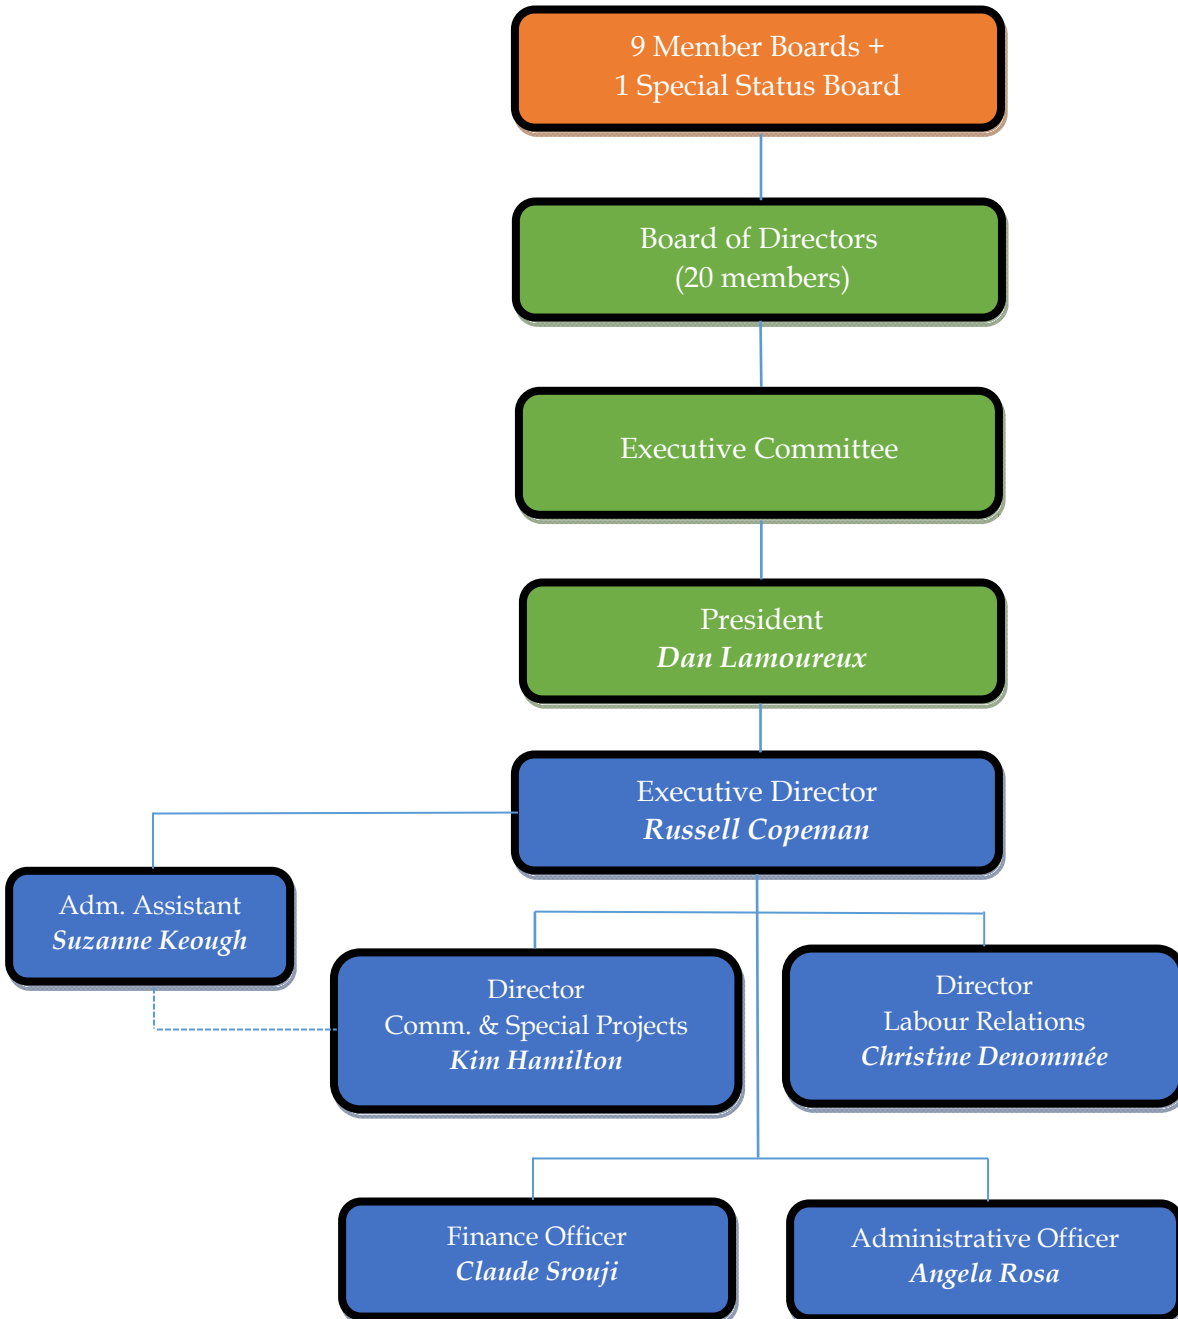 9 Member Boards +
1 Special Status Board
Board of Directors
(20 members)
Executive Committee
President
Dan Lamoureux
Executive Director
Russell Copeman
Adm. Assistant
Suzanne Keough
Director
Comm. & Special Projects
Kim Hamilton
Director
Labour Relations
Christine Denommée
Finance Officer
Claude Srouji
Administrative Officer
Angela Rosa